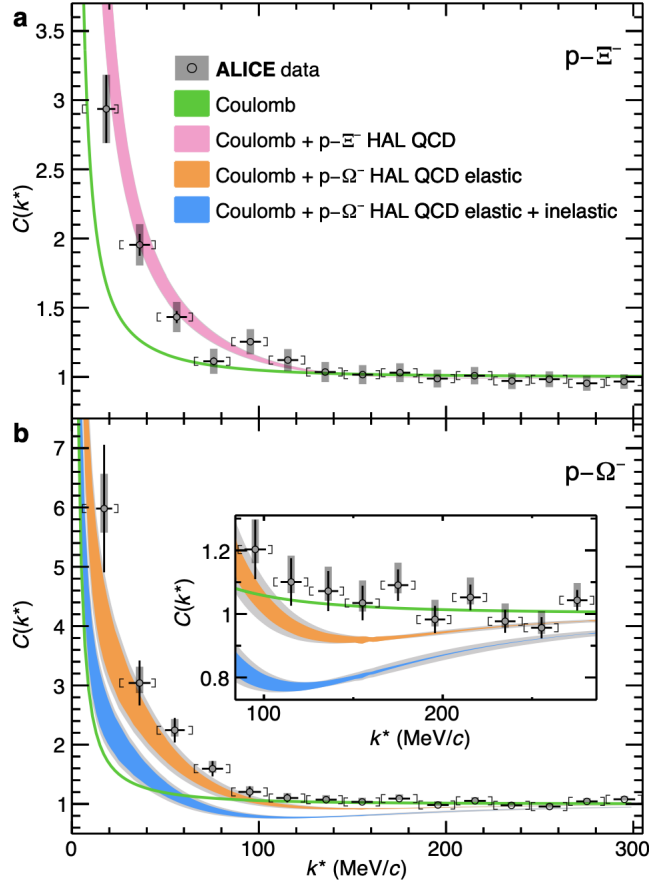 a
3.5
3
2.5
2
1.5
1
C(k*)
p–Ξ⁻
ALICE data
Coulomb
Coulomb + p–Ξ⁻ HAL QCD
Coulomb + p–Ω⁻ HAL QCD elastic
Coulomb + p–Ω⁻ HAL QCD elastic + inelastic
b
7
6
5
4
3
2
1
C(k*)
p–Ω⁻
1.2
1
0.8
C(k*)
100 200
k* (MeV/c)
0 100 200 300
k* (MeV/c)